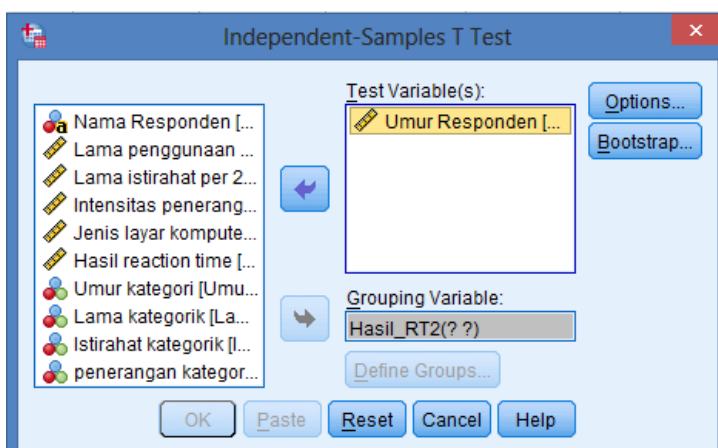 Independent-Samples T Test
Nama Responden [...
Lama penggunaan ...
Lama istirahat per 2...
Intensitas penerang...
Jenis layar kompute...
Hasil reaction time [...
Umur kategori [Umu...
Lama kategorik [La...
Istirahat kategorik [I...
penerangan kategor...
Test Variable(s):
Umur Responden [...
Grouping Variable:
Hasil_RT2(? ?)
Define Groups...
Options...
Bootstrap...
OK Paste Reset Cancel Help